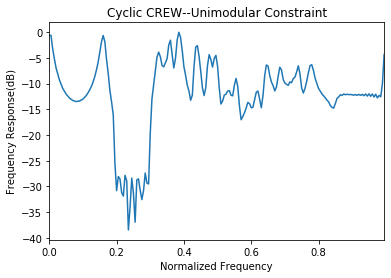 Cyclic CREW--Unimodular Constraint
Frequency Response(dB)
0
−5
−10
−15
−20
−25
−30
−35
−40
0.0 0.2 0.4 0.6 0.8
Normalized Frequency